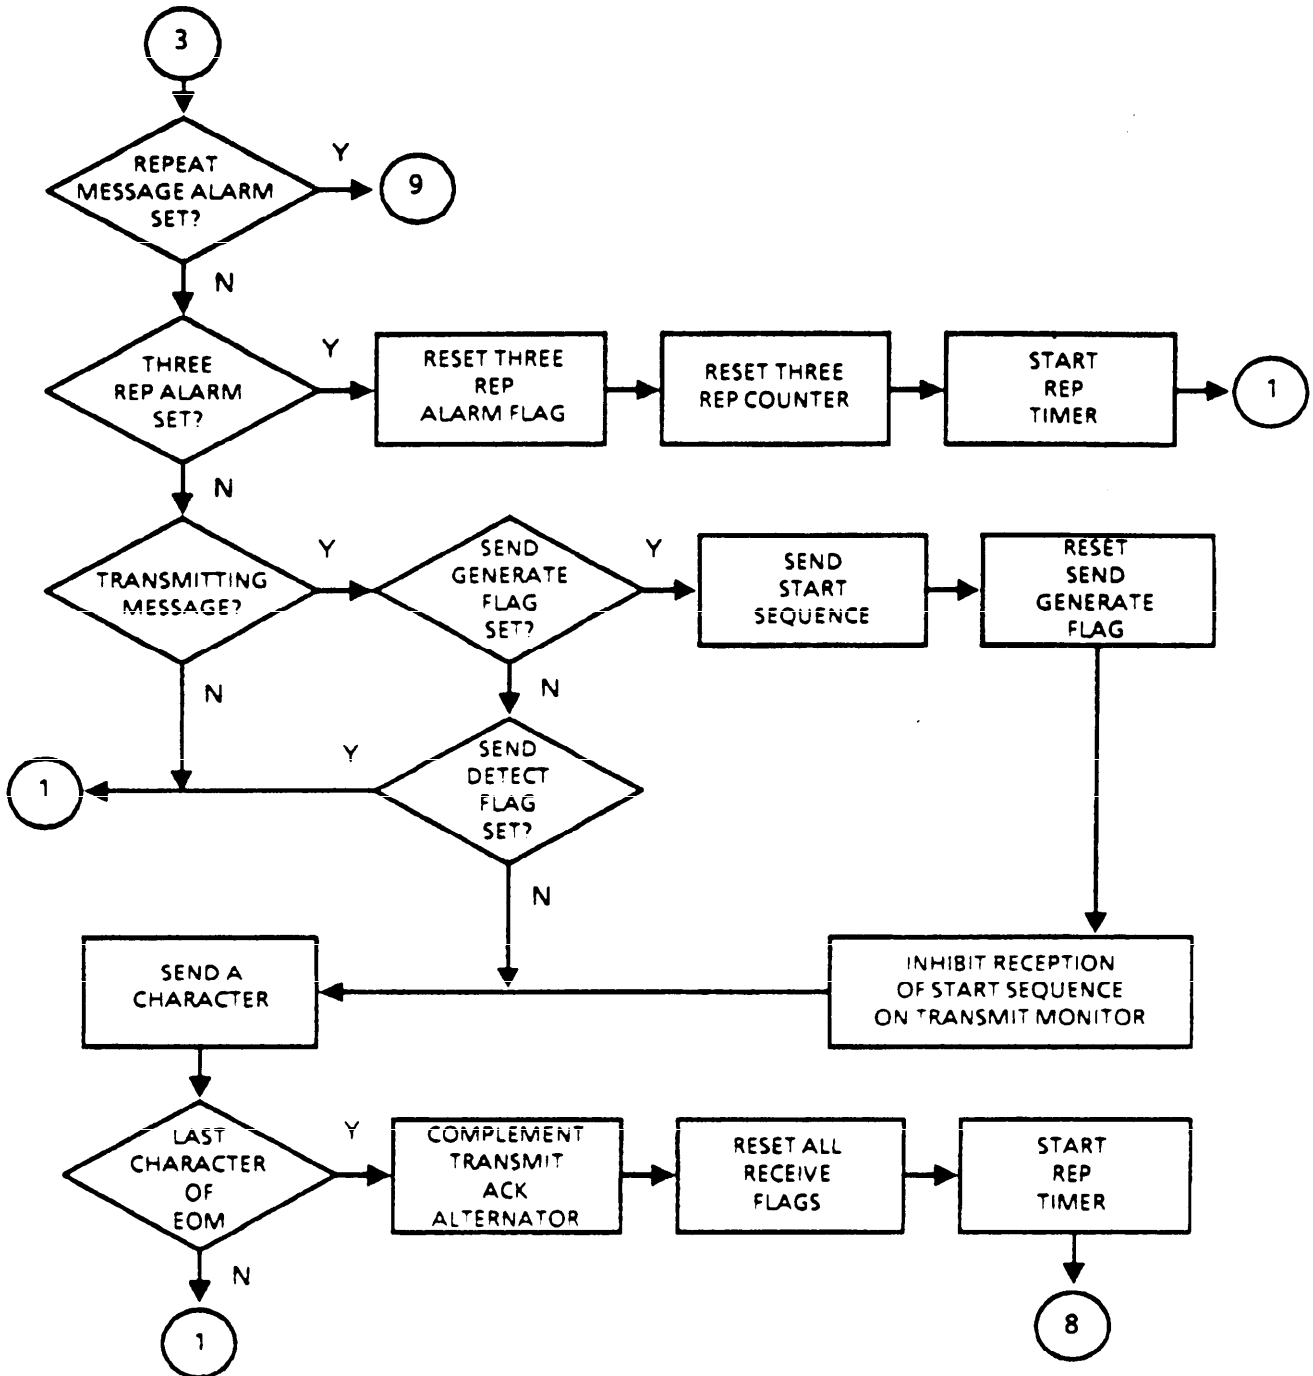 3
REPEAT
MESSAGE ALARM
SET?
Y
9
N
THREE
REP ALARM
SET?
Y
RESET THREE
REP
ALARM FLAG
RESET THREE
REP COUNTER
START
REP
TIMER
1
N
TRANSMITTING
MESSAGE?
Y
SEND
GENERATE
FLAG
SET?
Y
SEND
START
SEQUENCE
RESET
SEND
GENERATE
FLAG
N
N
1
Y
SEND
DETECT
FLAG
SET?
N
SEND A
CHARACTER
INHIBIT RECEPTION
OF START SEQUENCE
ON TRANSMIT MONITOR
LAST
CHARACTER
OF
EOM
Y
COMPLEMENT
TRANSMIT
ACK
ALTERNATOR
RESET ALL
RECEIVE
FLAGS
START
REP
TIMER
N
1
8